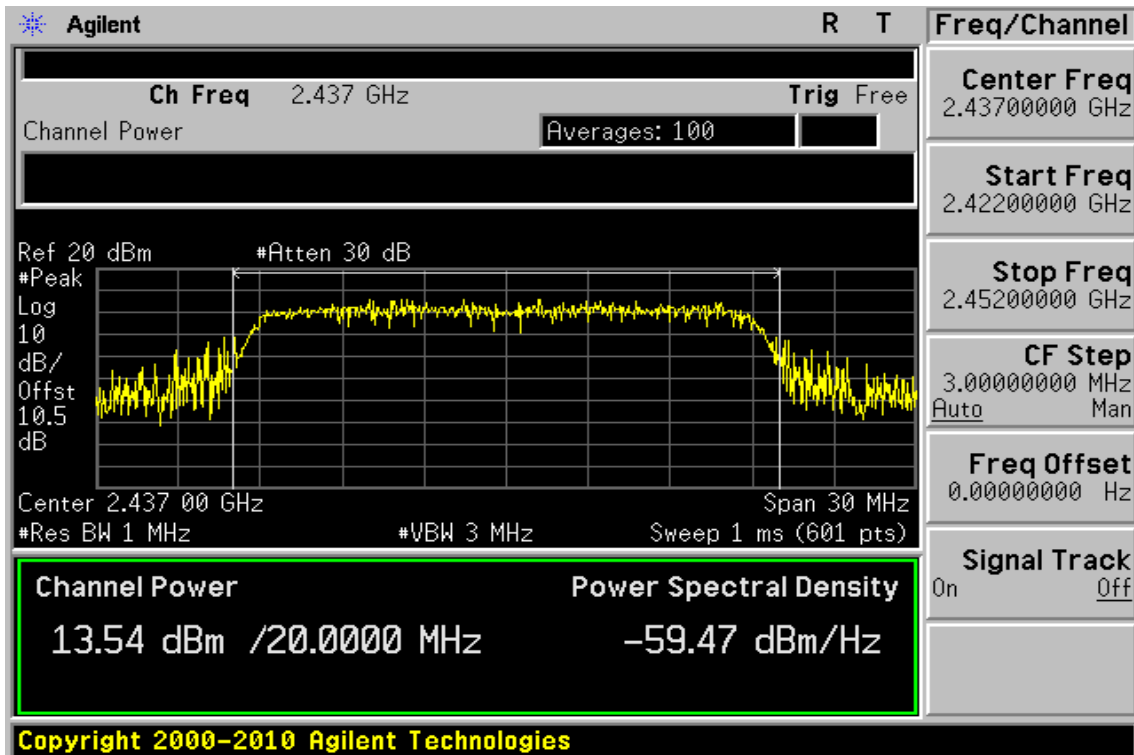 Agilent R T
Ch Freq 2.437 GHz Trig Free
Channel Power Averages: 100
Ref 20 dBm #Atten 30 dB
#Peak
Log
10
dB/
Offst
10.5
dB
Center 2.437 00 GHz Span 30 MHz
#Res BW 1 MHz #VBW 3 MHz Sweep 1 ms (601 pts)
Channel Power Power Spectral Density
13.54 dBm /20.0000 MHz -59.47 dBm/Hz
Copyright 2000-2010 Agilent Technologies
Freq/Channel
Center Freq
2.43700000 GHz
Start Freq
2.42200000 GHz
Stop Freq
2.45200000 GHz
CF Step
3.00000000 MHz
Auto Man
Freq Offset
0.00000000 Hz
Signal Track
On Off